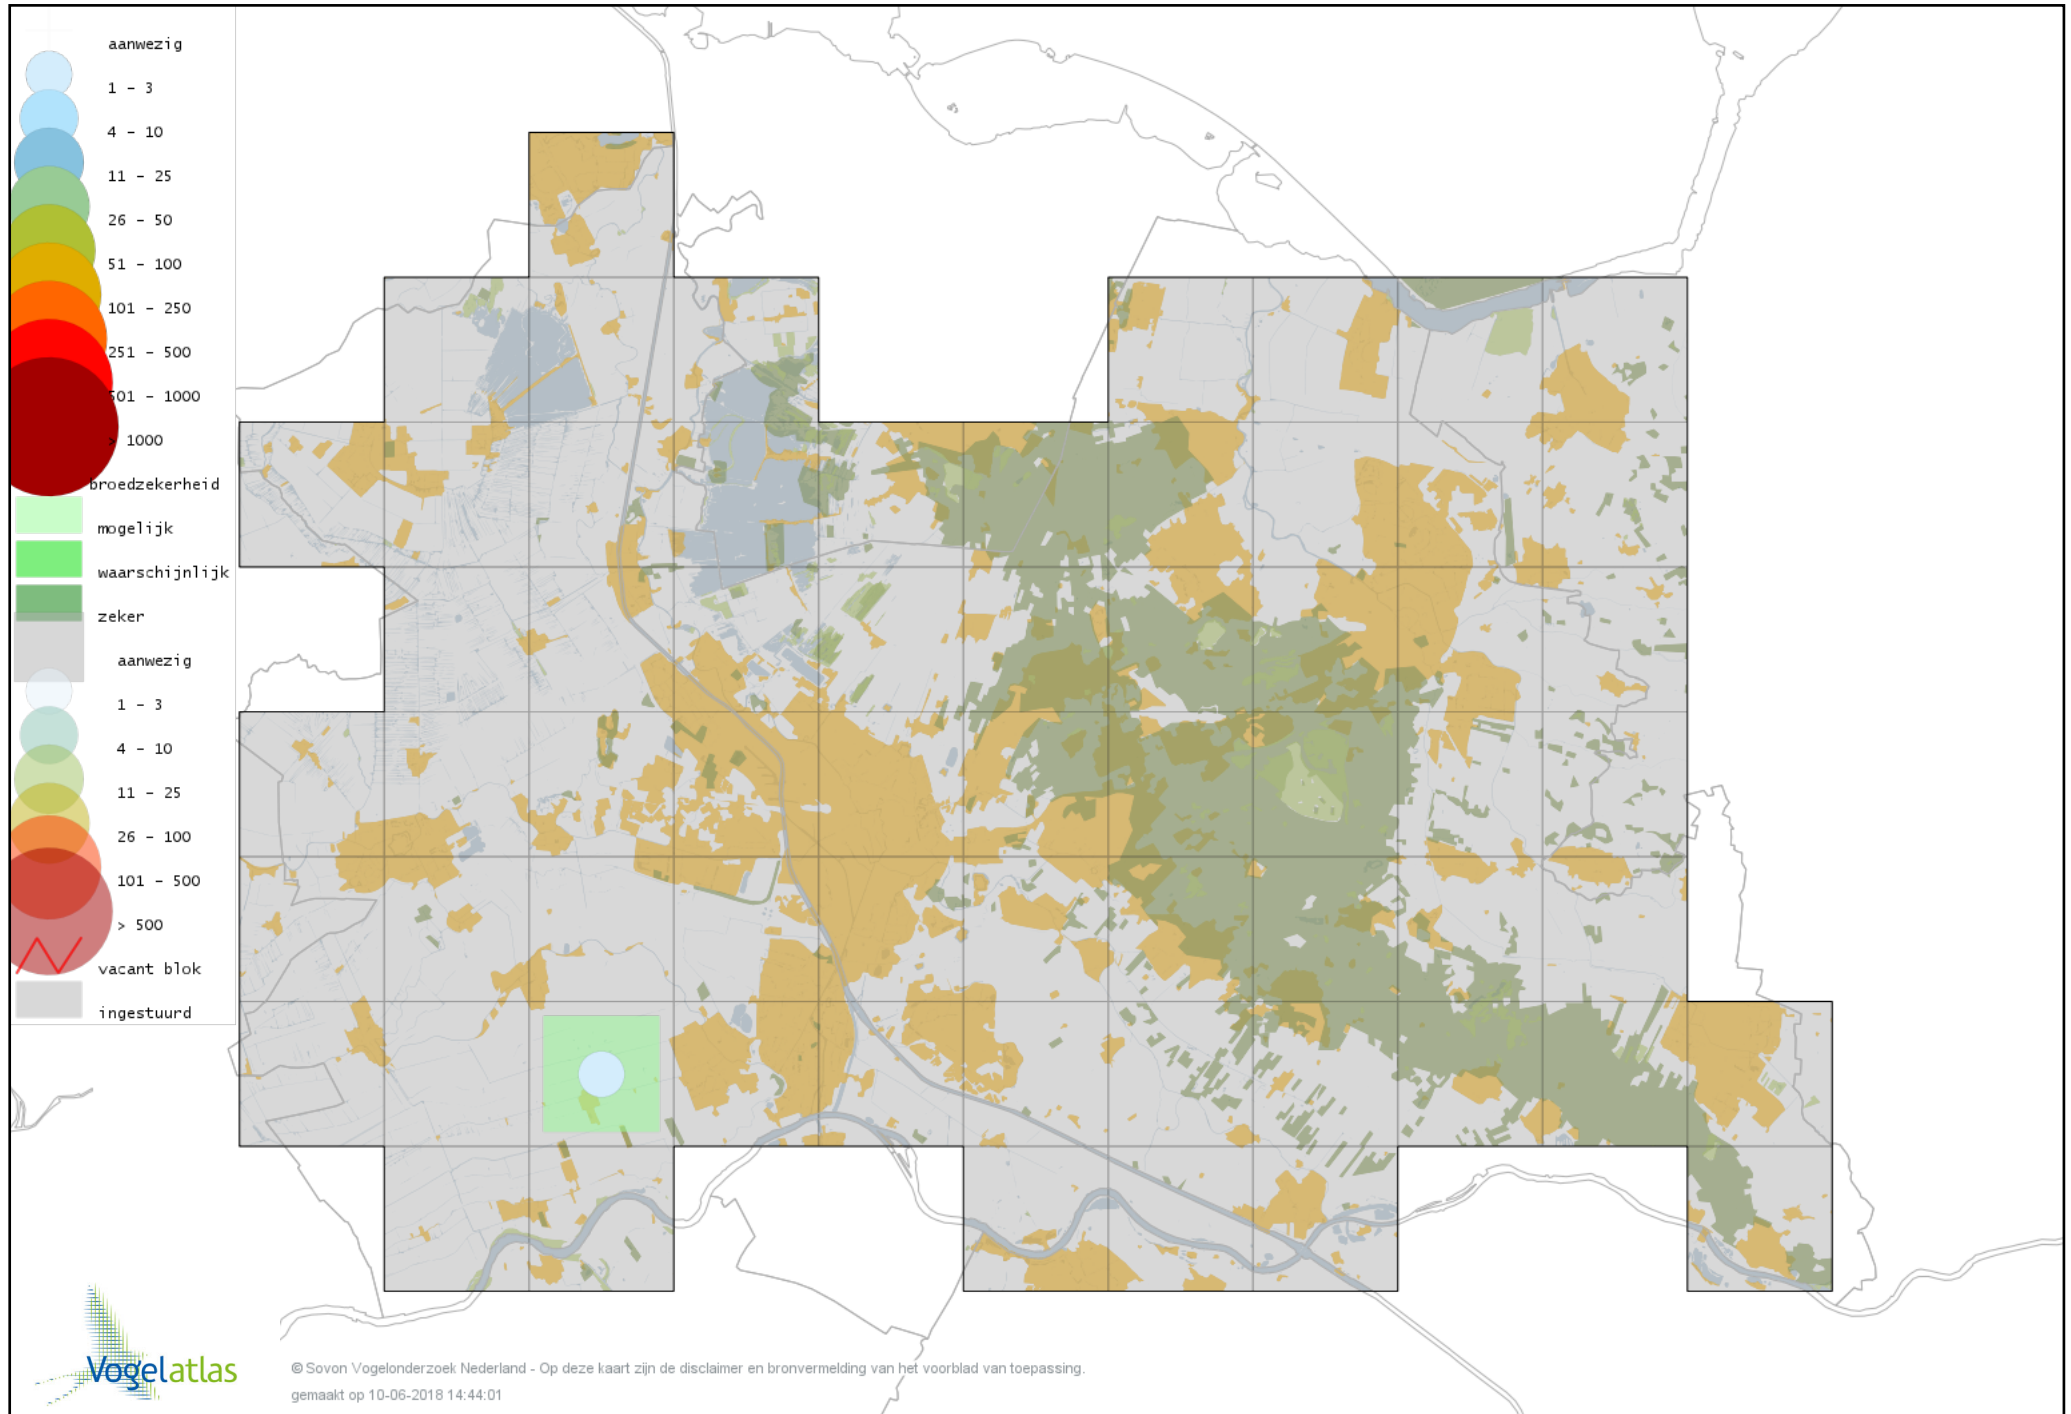 aanwezig
1 - 3
4 - 10
11 - 25
26 - 50
51 - 100
101 - 250
251 - 500
501 - 1000
> 1000
broedzekerheid
mogelijk
waarschijnlijk
zeker
aanwezig
1 - 3
4 - 10
11 - 25
26 - 100
101 - 500
> 500
vacant blok
ingestuurd
Vogelatlas
© Sovon Vogelonderzoek Nederland - Op deze kaart zijn de disclaimer en bronvermelding van het voorblad van toepassing.
gemaakt op 10-06-2018 14:44:01